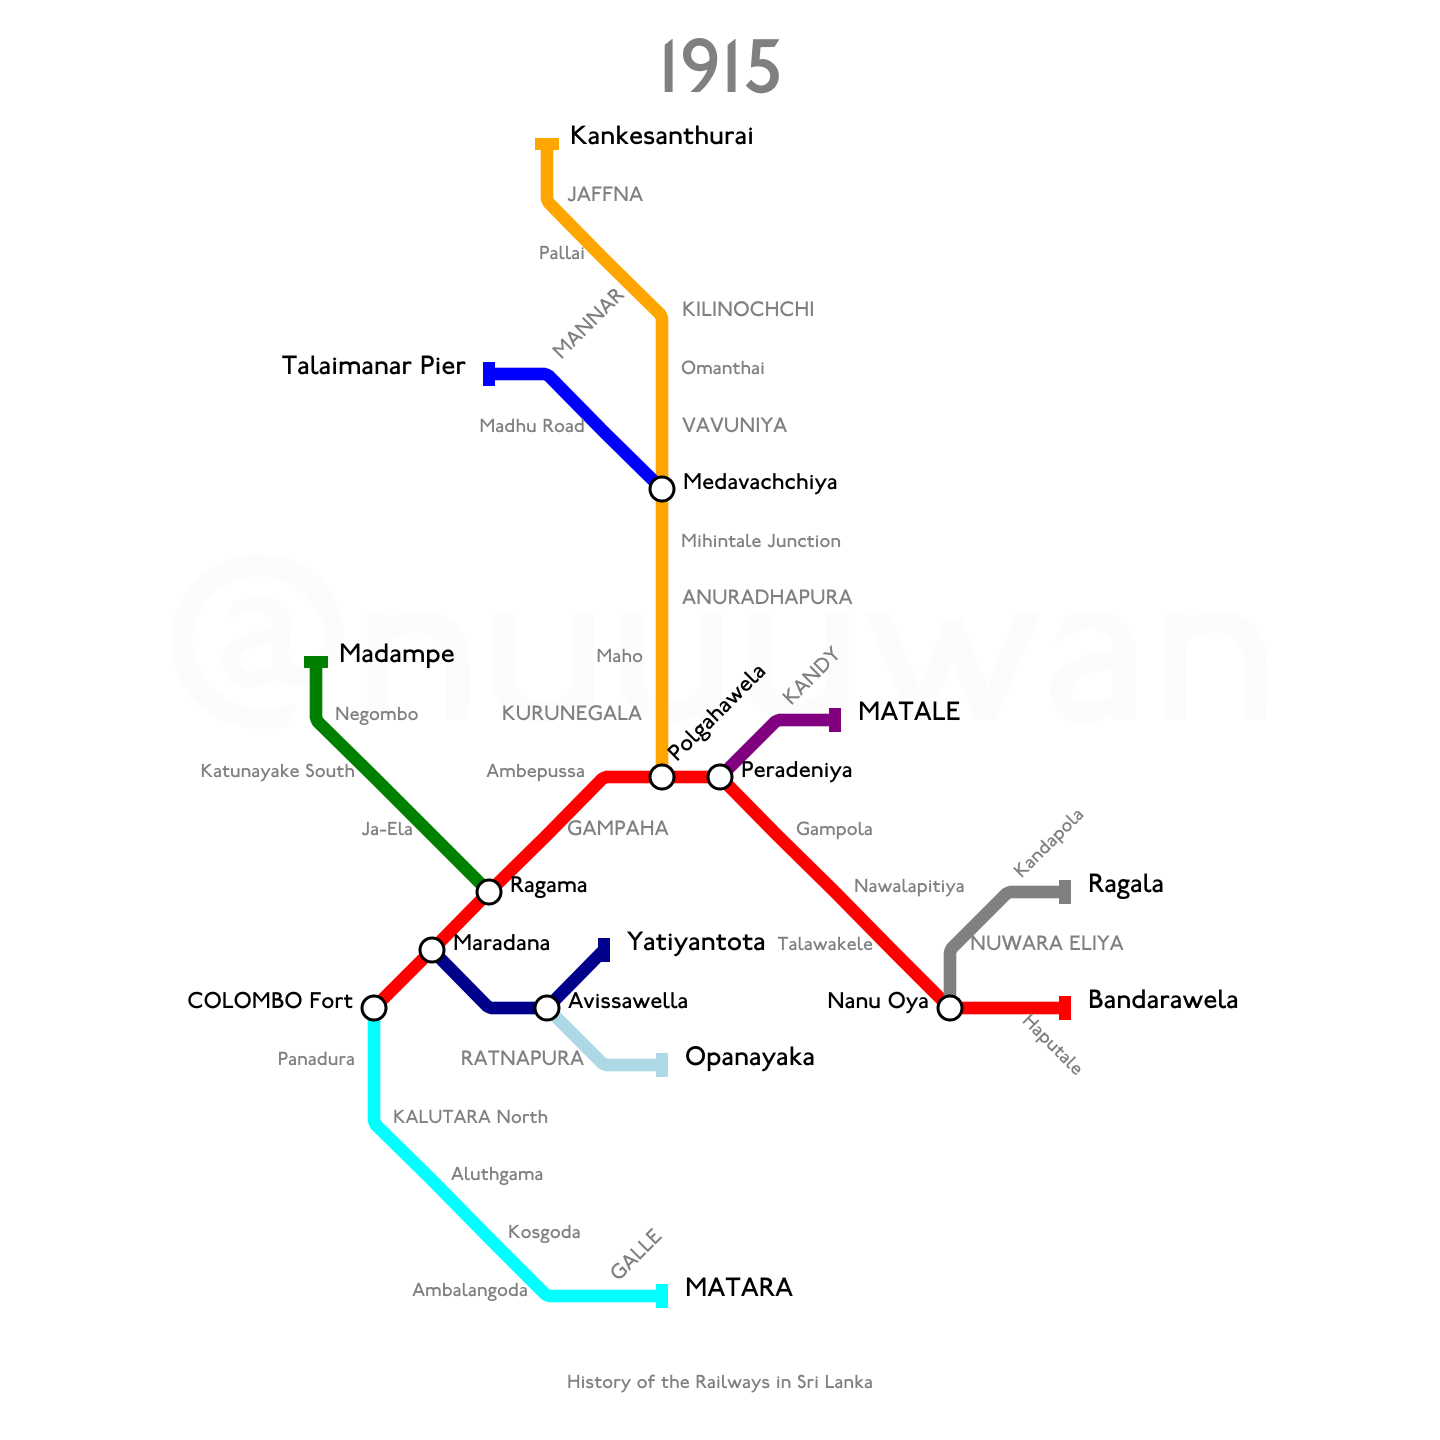 1915
Kankesanthurai
JAFFNA
Pallai
MANNAR
KILINOCHCHI
Talaimanar Pier
Omanthai
Madhu Road
VAVUNIYA
Medavachchiya
Mihintale Junction
ANURADHAPURA
@nuuuwan
Madampe
Maho
KANDY
Negombo
KURUNEGALA
Polgahawela
MATALE
Katunayake South
Ambepussa
Peradeniya
Ja-Ela
GAMPAHA
Gampola
Kandapola
Ragama
Nawalapitiya
Ragala
Maradana
Yatiyantota
Talawakele
NUWARA ELIYA
COLOMBO Fort
Avissawella
Nanu Oya
Bandarawela
Haputale
Panadura
RATNAPURA
Opanayaka
KALUTARA North
Aluthgama
Kosgoda
GALLE
Ambalangoda
MATARA
History of the Railways in Sri Lanka